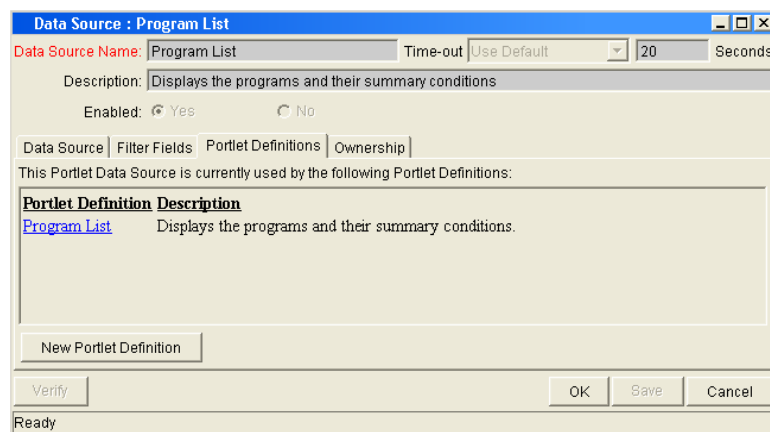 Data Source : Program List
Data Source Name: Program List Time-out Use Default 20 Seconds
Description: Displays the programs and their summary conditions
Enabled: Yes No
Data Source Filter Fields Portlet Definitions Ownership
This Portlet Data Source is currently used by the following Portlet Definitions:
Portlet Definition Description
Program List Displays the programs and their summary conditions.
New Portlet Definition
Verify OK Save Cancel
Ready